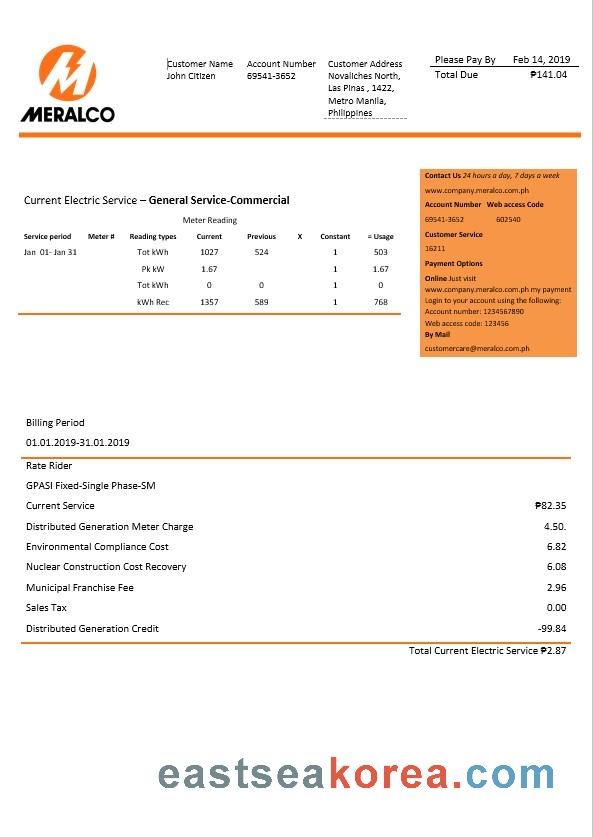 MERALCO
Customer Name Account Number Customer Address
John Citizen 69541-3652 Novaliches North,
Las Pinas , 1422,
Metro Manila,
Philippines
Please Pay By Feb 14, 2019
Total Due ₱141.04
Current Electric Service – General Service-Commercial
Meter Reading
Service period Meter # Reading types Current Previous X Constant = Usage
Jan 01- Jan 31 Tot kWh 1027 524 1 503
Pk kW 1.67 1 1.67
Tot kWh 0 0 1 0
kWh Rec 1357 589 1 768
Contact Us 24 hours a day, 7 days a week
www.company.meralco.com.ph
Account Number Web access Code
69541-3652 602540
Customer Service
16211
Payment Options
Online Just visit
www.company.meralco.com.ph my payment
Login to your account using the following:
Account number: 1234567890
Web access code: 123456
By Mail
customercare@meralco.com.ph
Billing Period
01.01.2019-31.01.2019
Rate Rider
GPASI Fixed-Single Phase-SM
Current Service ₱82.35
Distributed Generation Meter Charge 4.50.
Environmental Compliance Cost 6.82
Nuclear Construction Cost Recovery 6.08
Municipal Franchise Fee 2.96
Sales Tax 0.00
Distributed Generation Credit -99.84
Total Current Electric Service ₱2.87
eastseakorea.com